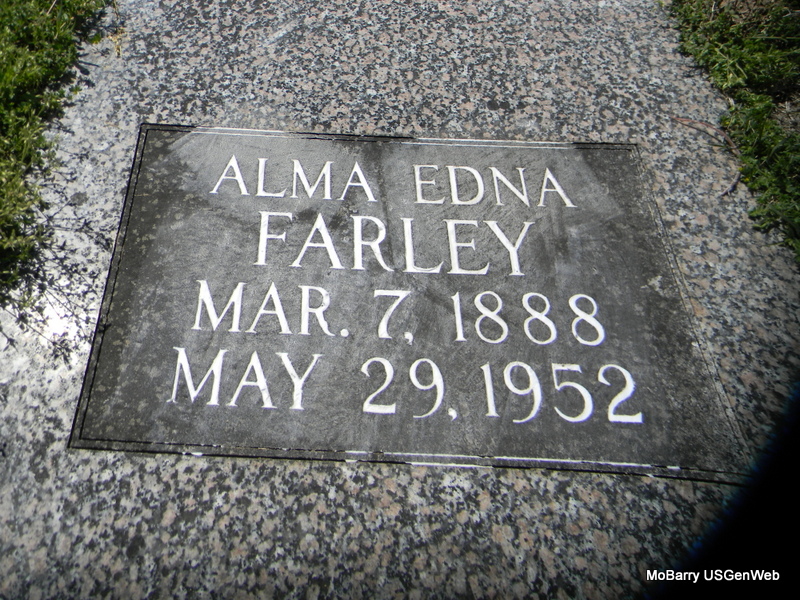 ALMA EDNA
FARLEY
MAR. 7, 1888
MAY 29, 1952
MoBarry USGenWeb